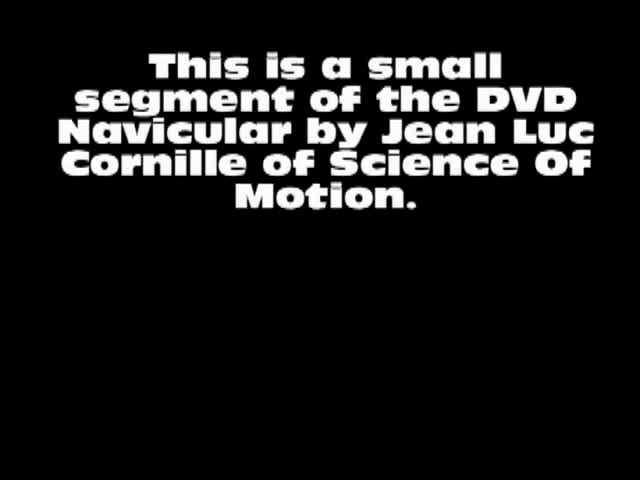 This is a small
segment of the DVD
Navicular by Jean Luc
Cornille of Science Of
Motion.